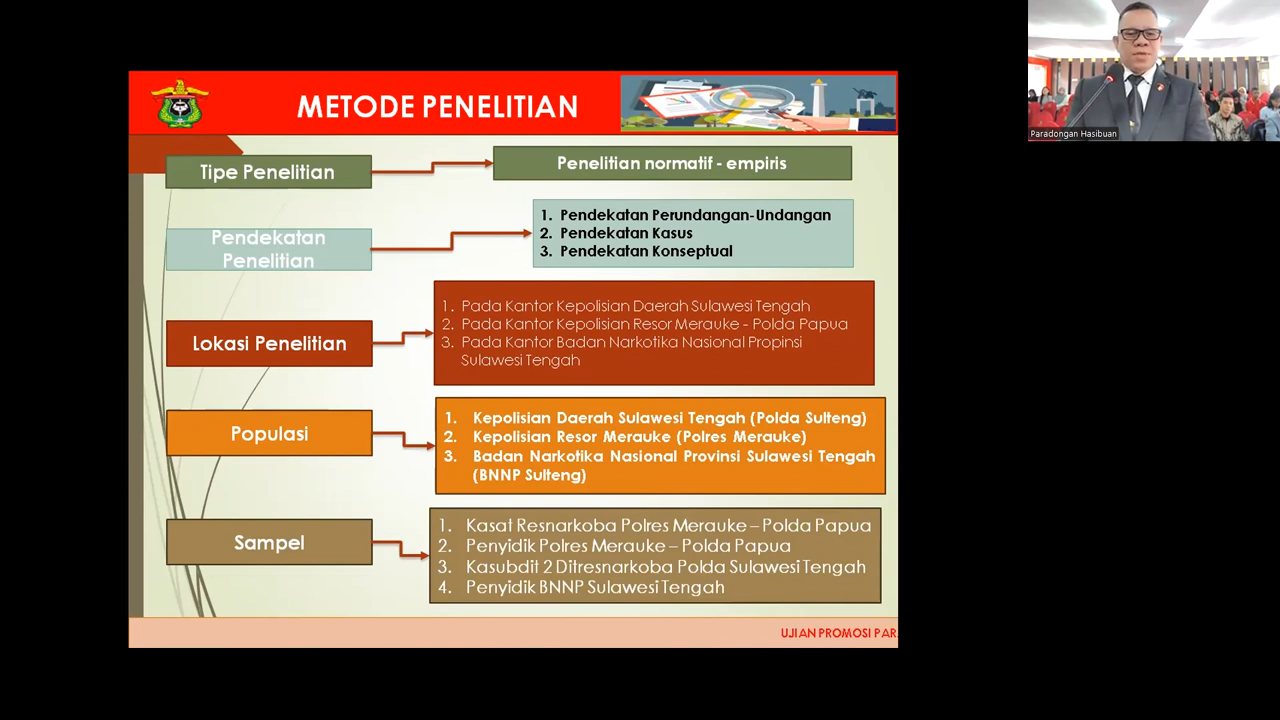 METODE PENELITIAN
Paradongan Hasibuan
Tipe Penelitian
Penelitian normatif - empiris
Pendekatan
Penelitian
1. Pendekatan Perundangan-Undangan
2. Pendekatan Kasus
3. Pendekatan Konseptual
Lokasi Penelitian
1. Pada Kantor Kepolisian Daerah Sulawesi Tengah
2. Pada Kantor Kepolisian Resor Merauke - Polda Papua
3. Pada Kantor Badan Narkotika Nasional Propinsi
Sulawesi Tengah
Populasi
1. Kepolisian Daerah Sulawesi Tengah (Polda Sulteng)
2. Kepolisian Resor Merauke (Polres Merauke)
3. Badan Narkotika Nasional Provinsi Sulawesi Tengah
(BNNP Sulteng)
Sampel
1. Kasat Resnarkoba Polres Merauke – Polda Papua
2. Penyidik Polres Merauke – Polda Papua
3. Kasubdit 2 Ditresnarkoba Polda Sulawesi Tengah
4. Penyidik BNNP Sulawesi Tengah
UJIAN PROMOSI PAR